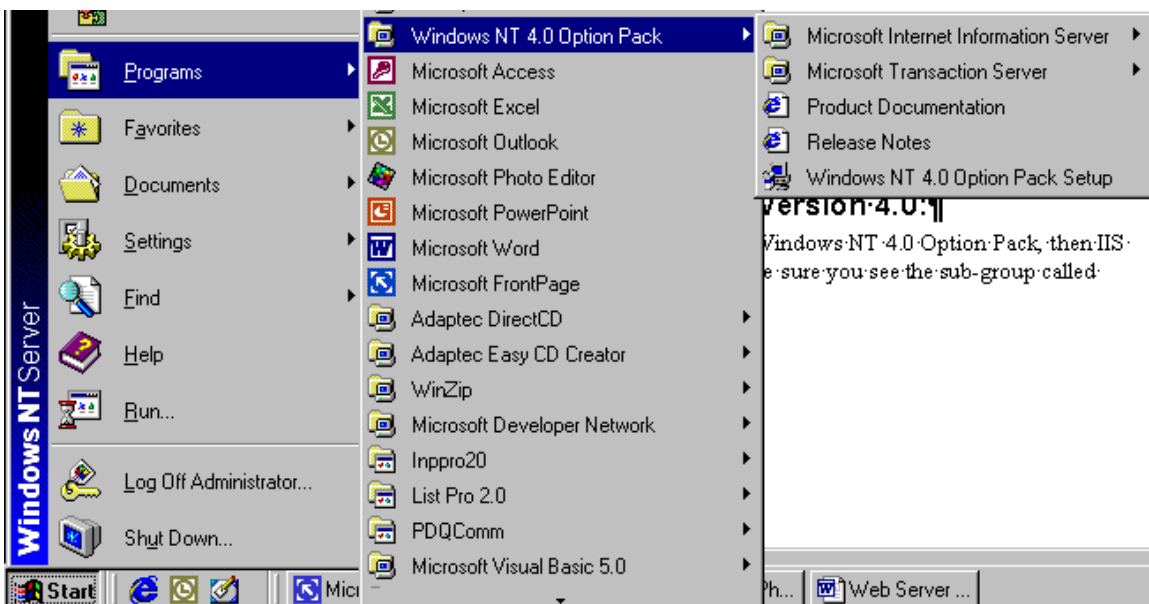 Windows NT Server
Programs
Favorites
Documents
Settings
Find
Help
Run...
Log Off Administrator...
Shut Down...
Windows NT 4.0 Option Pack
Microsoft Access
Microsoft Excel
Microsoft Outlook
Microsoft Photo Editor
Microsoft PowerPoint
Microsoft Word
Microsoft FrontPage
Adaptec DirectCD
Adaptec Easy CD Creator
WinZip
Microsoft Developer Network
Inppro20
List Pro 2.0
PDQComm
Microsoft Visual Basic 5.0
Microsoft Internet Information Server
Microsoft Transaction Server
Product Documentation
Release Notes
Windows NT 4.0 Option Pack Setup
Version·4.0:¶
Windows·NT·4.0·Option·Pack,·then·IIS·
e·sure·you·see·the·sub-group·called·
Start
Micr
Ph...
Web Server ...